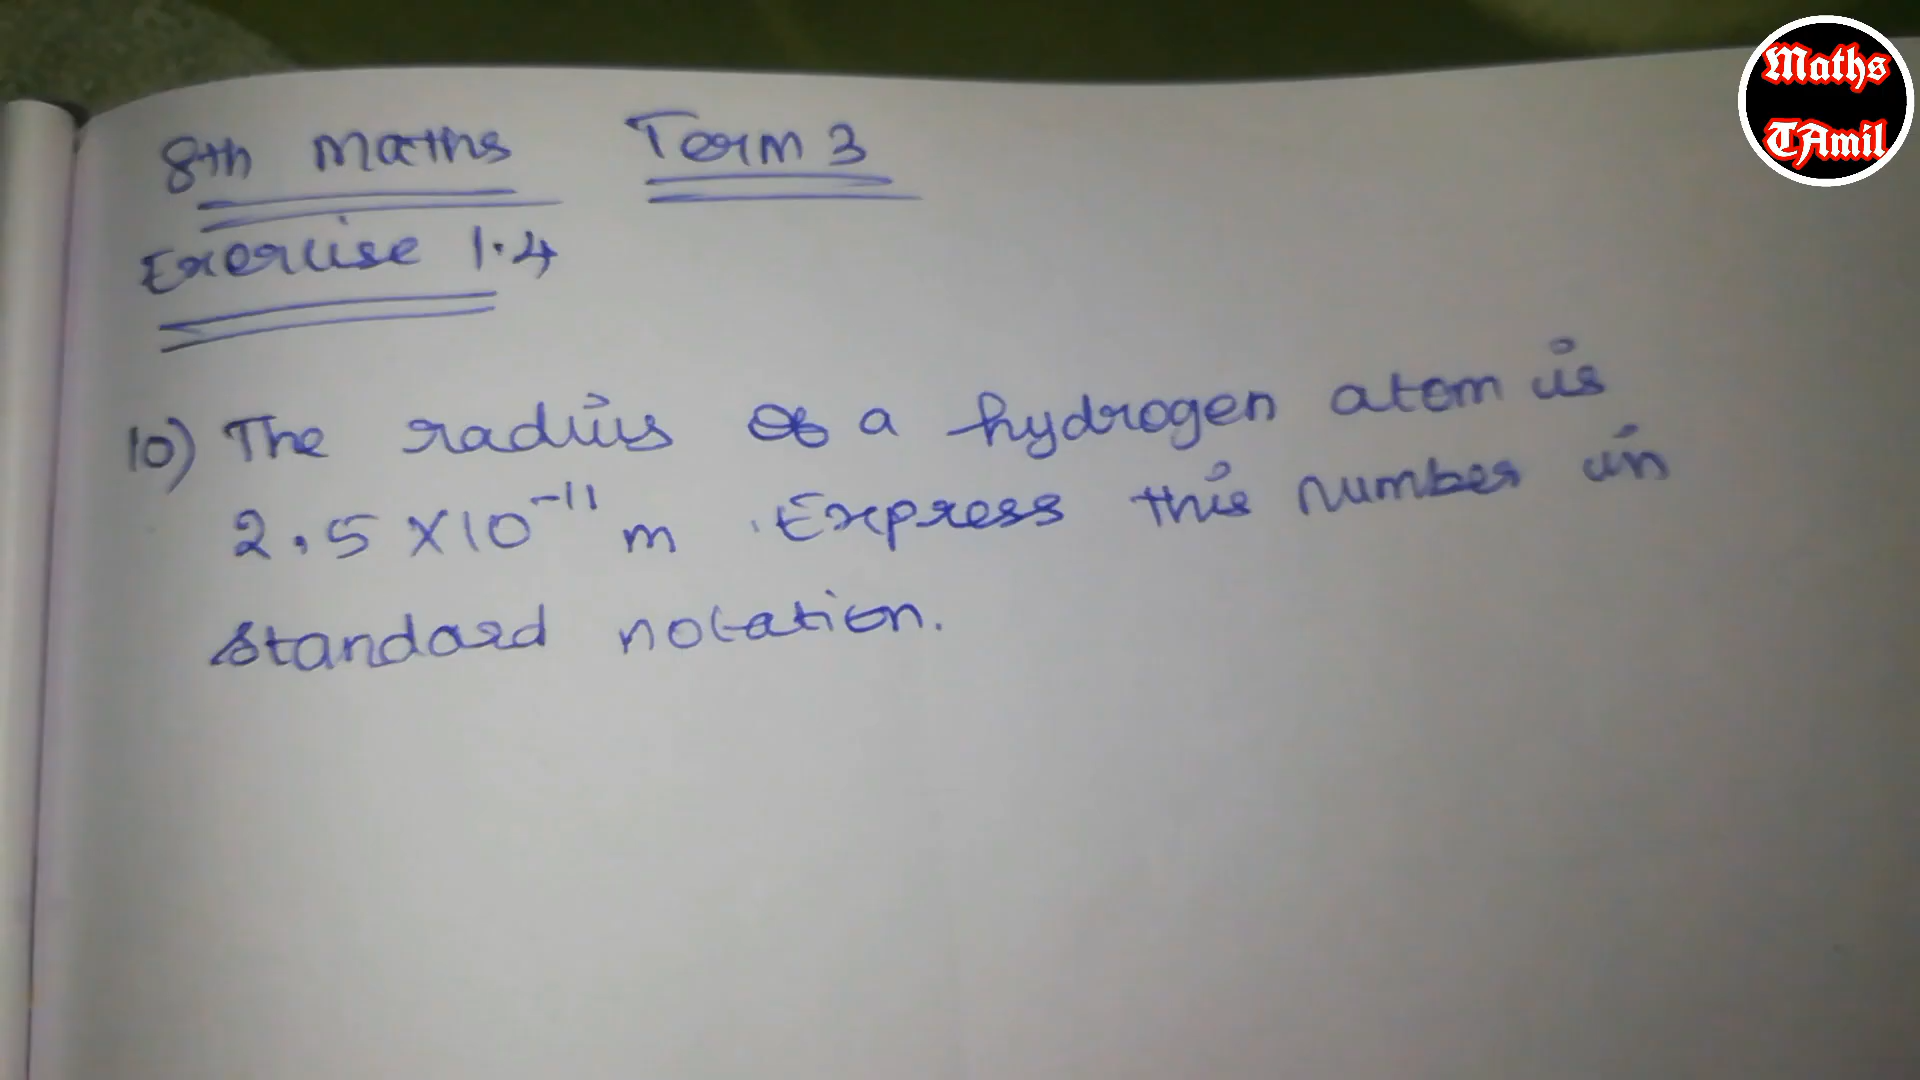 Maths
TAmil
8th Maths Term 3
Exercise 1.4
10) The radius of a hydrogen atom is
2.5 × 10⁻¹¹ m. Express this number in
standard notation.